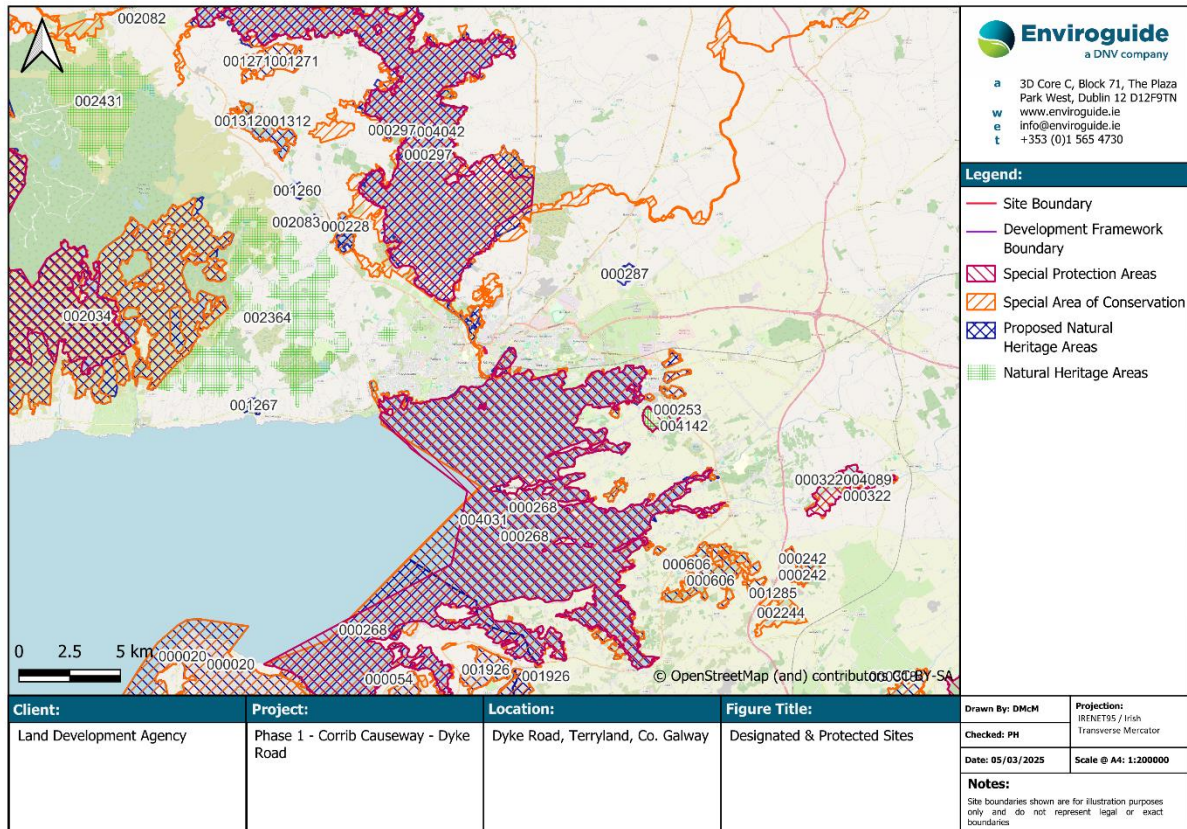 002082
001271001271
002431
001312001312
000297004042
000297
001260
002083
000228
000287
002034
002364
001267
000253
004142
000322004089
000322
000268
004031
000268
000242
000242
000606
000606
001285
002244
000268
000020
000020
000054
001926
001926
0 2.5 5 km
© OpenStreetMap (and) contributors CC-BY-SA
Enviroguide
a DNV company
a 3D Core C, Block 71, The Plaza
Park West, Dublin 12 D12F9TN
w www.enviroguide.ie
e info@enviroguide.ie
t +353 (0)1 565 4730
Legend:
Site Boundary
Development Framework
Boundary
Special Protection Areas
Special Area of Conservation
Proposed Natural
Heritage Areas
Natural Heritage Areas
Client:
Land Development Agency
Project:
Phase 1 - Corrib Causeway - Dyke
Road
Location:
Dyke Road, Terryland, Co. Galway
Figure Title:
Designated & Protected Sites
Drawn By: DMcM
Checked: PH
Date: 05/03/2025
Projection:
IRENET95 / Irish
Transverse Mercator
Scale @ A4: 1:200000
Notes:
Site boundaries shown are for illustration purposes
only and do not represent legal or exact
boundaries